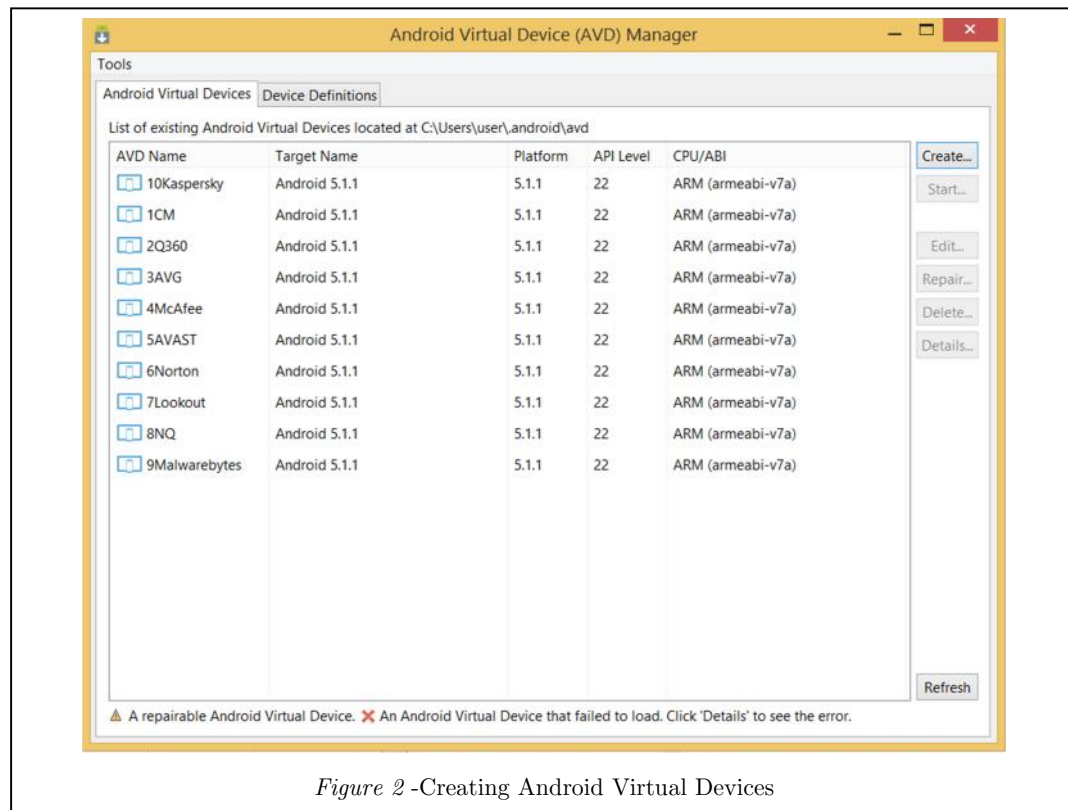 Android Virtual Device (AVD) Manager
Tools
Android Virtual Devices Device Definitions
List of existing Android Virtual Devices located at C:\Users\user\.android\avd
AVD Name Target Name Platform API Level CPU/ABI Create...
10Kaspersky Android 5.1.1 5.1.1 22 ARM (armeabi-v7a) Start...
1CM Android 5.1.1 5.1.1 22 ARM (armeabi-v7a)
2Q360 Android 5.1.1 5.1.1 22 ARM (armeabi-v7a) Edit...
3AVG Android 5.1.1 5.1.1 22 ARM (armeabi-v7a) Repair...
4McAfee Android 5.1.1 5.1.1 22 ARM (armeabi-v7a) Delete...
5AVAST Android 5.1.1 5.1.1 22 ARM (armeabi-v7a) Details...
6Norton Android 5.1.1 5.1.1 22 ARM (armeabi-v7a)
7Lookout Android 5.1.1 5.1.1 22 ARM (armeabi-v7a)
8NQ Android 5.1.1 5.1.1 22 ARM (armeabi-v7a)
9Malwarebytes Android 5.1.1 5.1.1 22 ARM (armeabi-v7a)
Refresh
A repairable Android Virtual Device. An Android Virtual Device that failed to load. Click 'Details' to see the error.
Figure 2 -Creating Android Virtual Devices